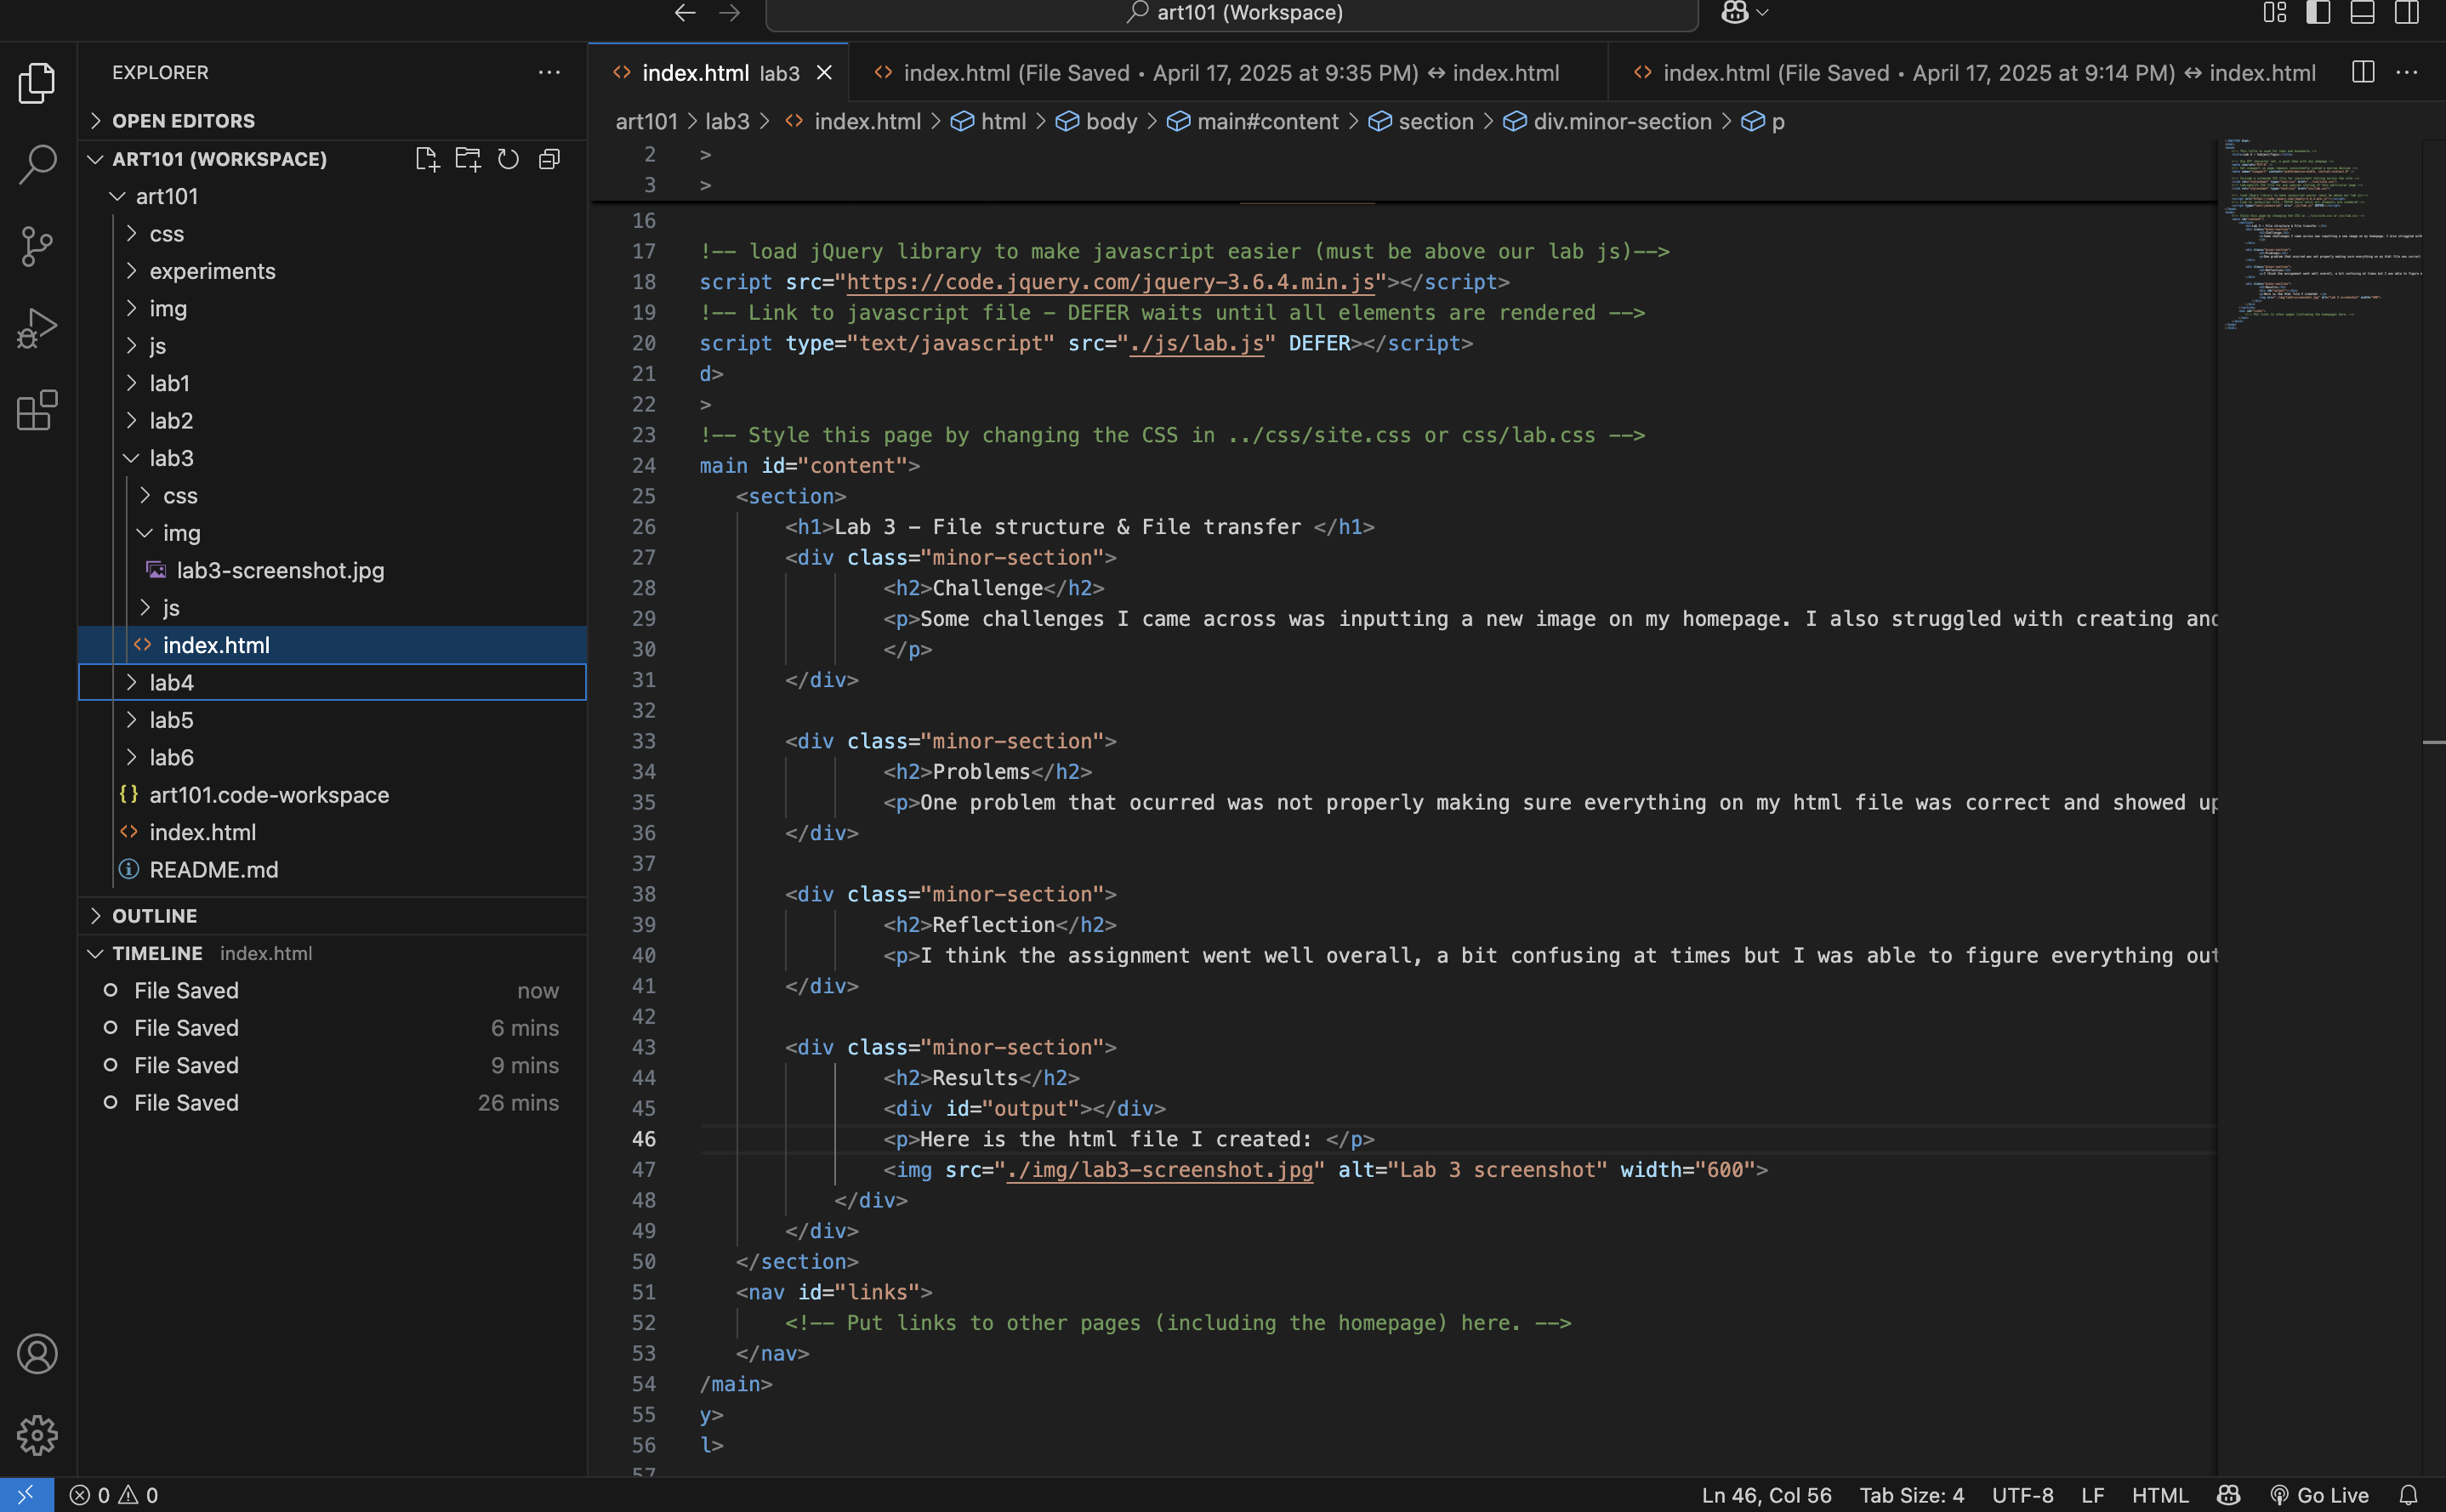 art101 (Workspace)
EXPLORER
OPEN EDITORS
ART101 (WORKSPACE)
art101
css
experiments
img
js
lab1
lab2
lab3
css
img
lab3-screenshot.jpg
js
index.html
lab4
lab5
lab6
{} art101.code-workspace
<> index.html
README.md
OUTLINE
TIMELINE index.html
File Saved now
File Saved 6 mins
File Saved 9 mins
File Saved 26 mins
index.html lab3
index.html (File Saved • April 17, 2025 at 9:35 PM) ↔ index.html
index.html (File Saved • April 17, 2025 at 9:14 PM) ↔ index.html
art101 > lab3 > <> index.html > html > body > main#content > section > div.minor-section > p
2 >
3 >
16
17 !-- load jQuery library to make javascript easier (must be above our lab js)-->
18 script src="https://code.jquery.com/jquery-3.6.4.min.js"></script>
19 !-- Link to javascript file - DEFER waits until all elements are rendered -->
20 script type="text/javascript" src="./js/lab.js" DEFER></script>
21 d>
22 >
23 !-- Style this page by changing the CSS in ../css/site.css or css/lab.css -->
24 main id="content">
25 <section>
26 <h1>Lab 3 - File structure & File transfer </h1>
27 <div class="minor-section">
28 <h2>Challenge</h2>
29 <p>Some challenges I came across was inputting a new image on my homepage. I also struggled with creating and
30 </p>
31 </div>
32
33 <div class="minor-section">
34 <h2>Problems</h2>
35 <p>One problem that ocurred was not properly making sure everything on my html file was correct and showed up
36 </div>
37
38 <div class="minor-section">
39 <h2>Reflection</h2>
40 <p>I think the assignment went well overall, a bit confusing at times but I was able to figure everything out
41 </div>
42
43 <div class="minor-section">
44 <h2>Results</h2>
45 <div id="output"></div>
46 <p>Here is the html file I created: </p>
47 <img src="./img/lab3-screenshot.jpg" alt="Lab 3 screenshot" width="600">
48 </div>
49 </div>
50 </section>
51 <nav id="links">
52 <!-- Put links to other pages (including the homepage) here. -->
53 </nav>
54 /main>
55 y>
56 l>
57
0 0
Ln 46, Col 56 Tab Size: 4 UTF-8 LF HTML Go Live